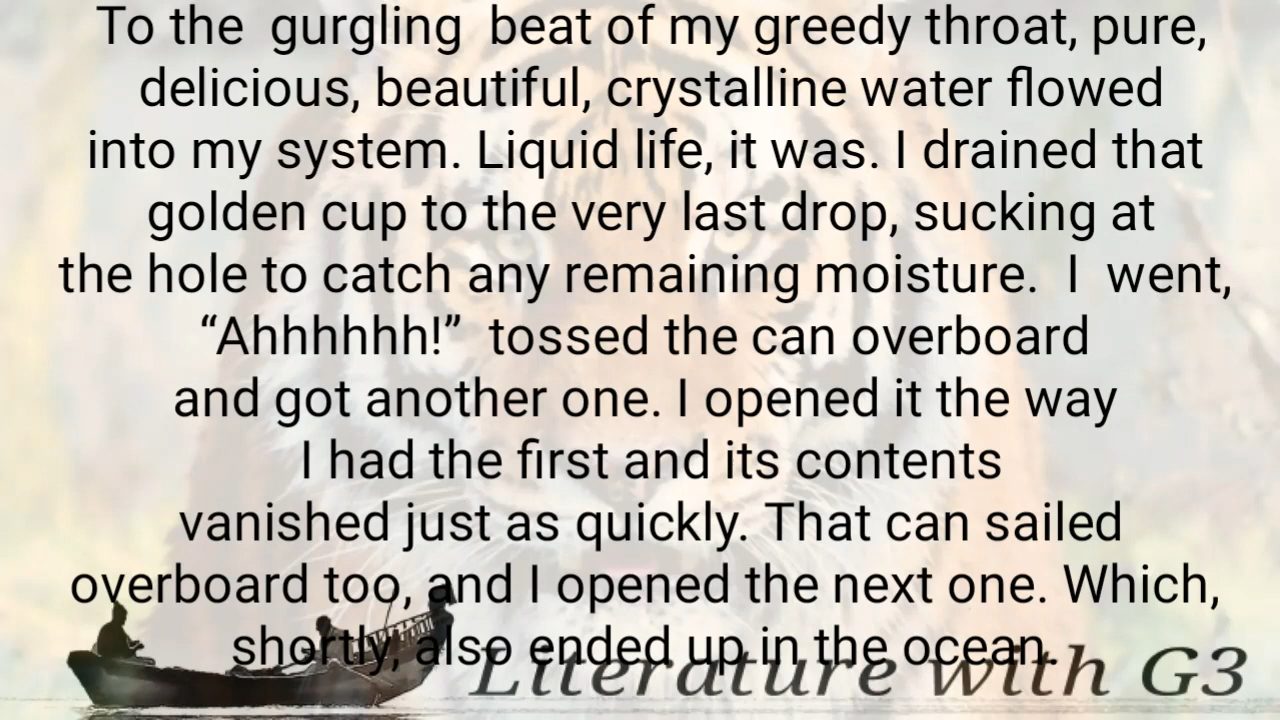 To the gurgling beat of my greedy throat, pure,
delicious, beautiful, crystalline water flowed
into my system. Liquid life, it was. I drained that
golden cup to the very last drop, sucking at
the hole to catch any remaining moisture. I went,
“Ahhhhhh!” tossed the can overboard
and got another one. I opened it the way
I had the first and its contents
vanished just as quickly. That can sailed
overboard too, and I opened the next one. Which,
shortly, also ended up in the ocean.
Literature with G3